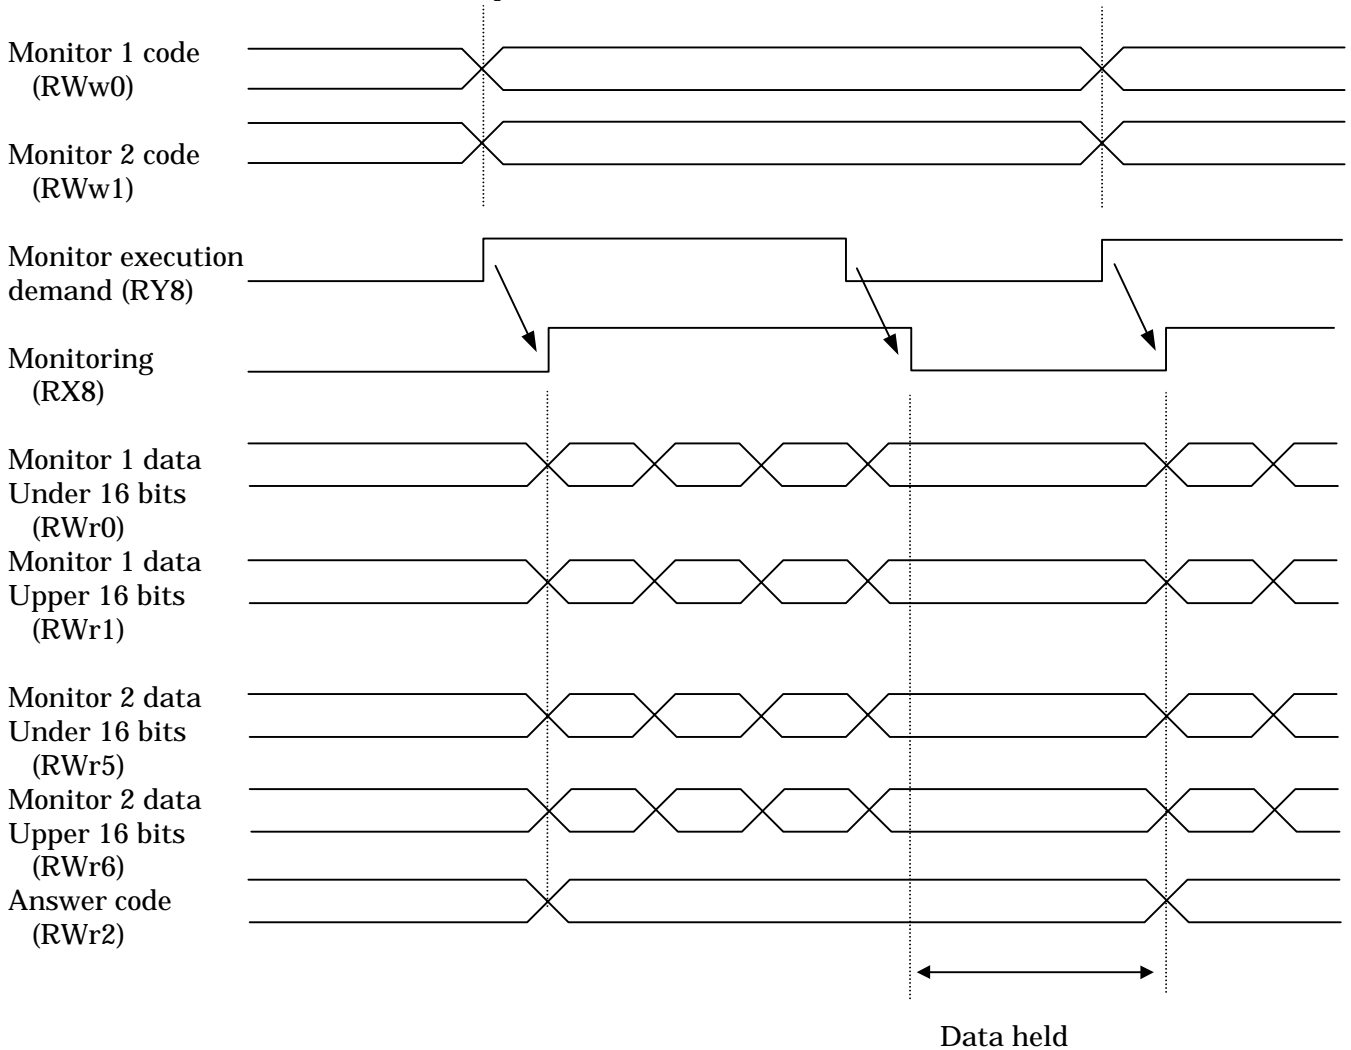 Monitor 1 code
(RWw0)
Monitor 2 code
(RWw1)
Monitor execution
demand (RY8)
Monitoring
(RX8)
Monitor 1 data
Under 16 bits
(RWr0)
Monitor 1 data
Upper 16 bits
(RWr1)
Monitor 2 data
Under 16 bits
(RWr5)
Monitor 2 data
Upper 16 bits
(RWr6)
Answer code
(RWr2)
Data held